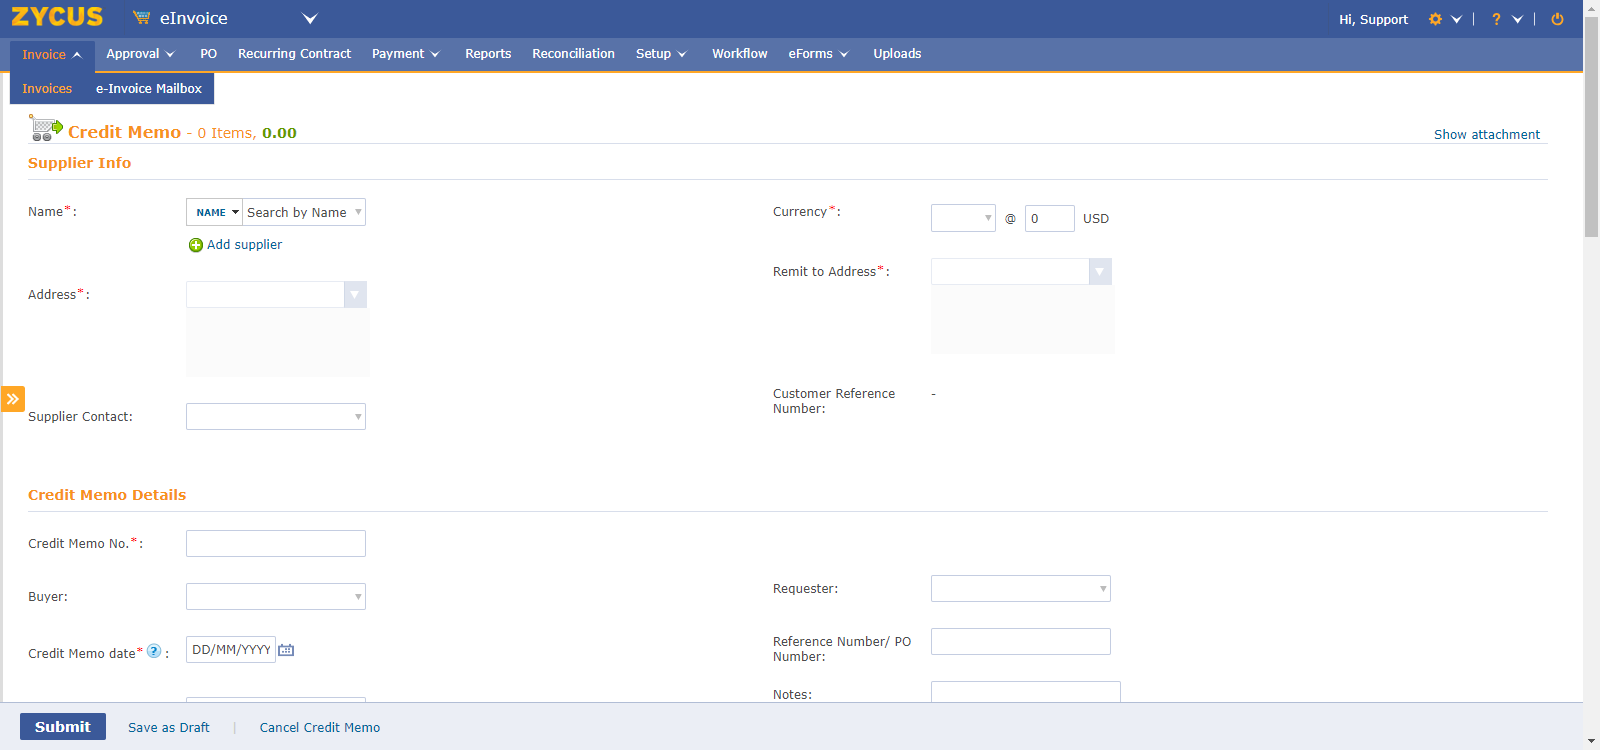 ZYCUS eInvoice Hi, Support ?
Invoice Approval PO Recurring Contract Payment Reports Reconciliation Setup Workflow eForms Uploads
Invoices e-Invoice Mailbox
Credit Memo - 0 Items, 0.00
Show attachment
Supplier Info
Name*: NAME Search by Name
Currency*: @ 0 USD
Add supplier
Address*:
Remit to Address*:
Customer Reference -
Number:
Supplier Contact:
Credit Memo Details
Credit Memo No.*:
Buyer:
Requester:
Credit Memo date* ? : DD/MM/YYYY
Reference Number/ PO
Number:
Notes:
Submit Save as Draft | Cancel Credit Memo